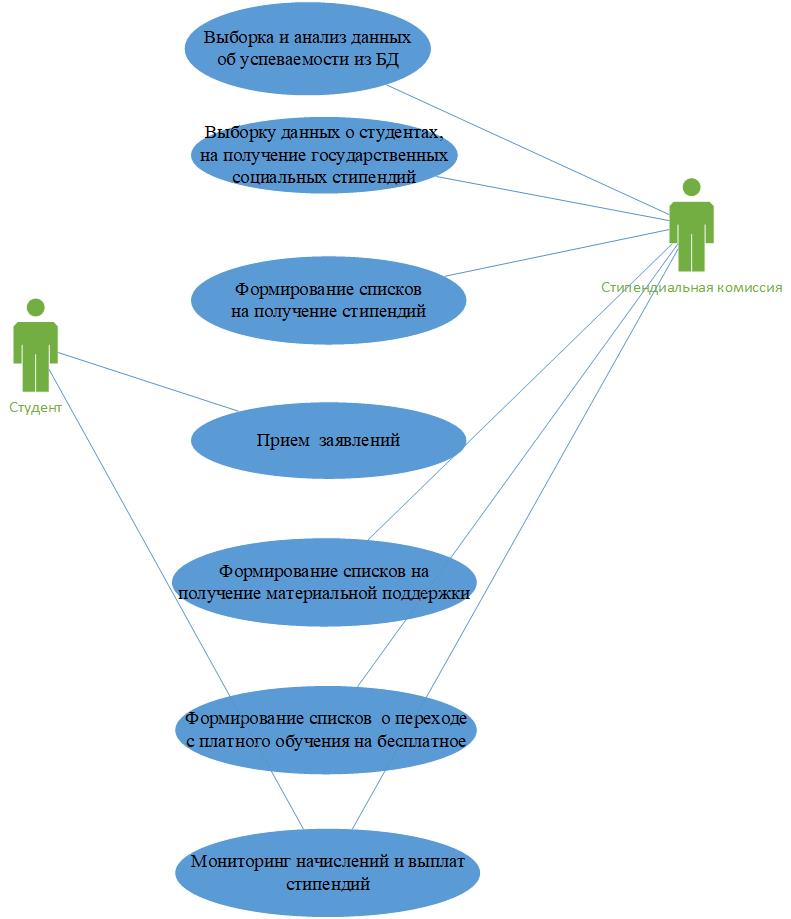 Выборка и анализ данных
об успеваемости из БД
Выборку данных о студентах,
на получение государственных
социальных стипендий
Стипендиальная комиссия
Формирование списков
на получение стипендий
Студент
Прием  заявлений
Формирование списков на
получение материальной поддержки
Формирование списков  о переходе
с платного обучения на бесплатное
Мониторинг начислений и выплат
стипендий